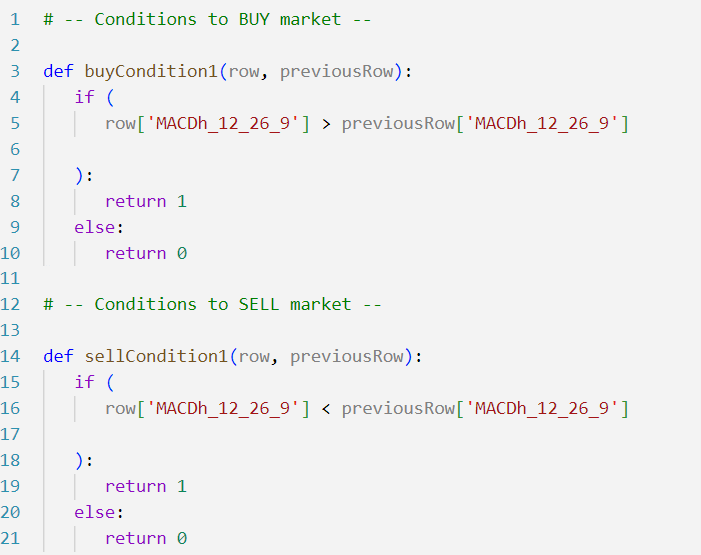 1 # -- Conditions to BUY market --
2
3 def buyCondition1(row, previousRow):
4 if (
5 row['MACDh_12_26_9'] > previousRow['MACDh_12_26_9']
6
7 ):
8 return 1
9 else:
10 return 0
11
12 # -- Conditions to SELL market --
13
14 def sellCondition1(row, previousRow):
15 if (
16 row['MACDh_12_26_9'] < previousRow['MACDh_12_26_9']
17
18 ):
19 return 1
20 else:
21 return 0